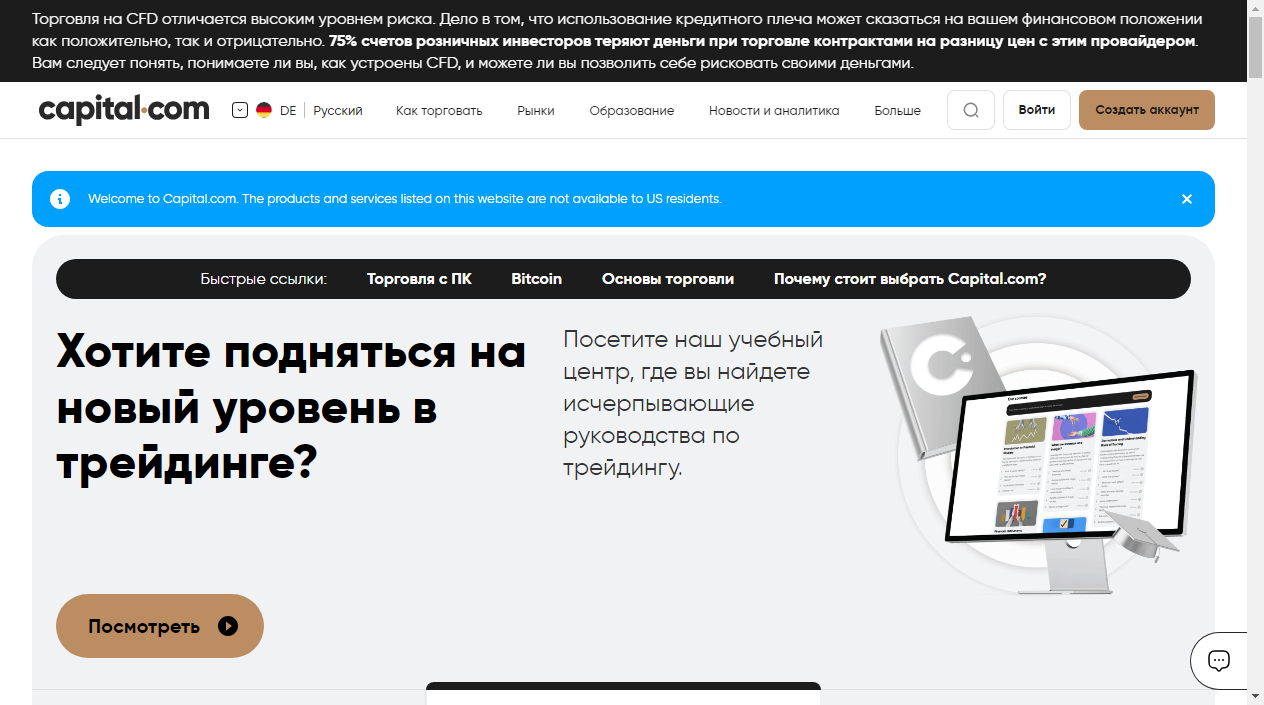 Торговля на CFD отличается высоким уровнем риска. Дело в том, что использование кредитного плеча может сказаться на вашем финансовом положении
как положительно, так и отрицательно. 75% счетов розничных инвесторов теряют деньги при торговле контрактами на разницу цен с этим провайдером.
Вам следует понять, понимаете ли вы, как устроены CFD, и можете ли вы позволить себе рисковать своими деньгами.
capital.com DE Русский Как торговать Рынки Образование Новости и аналитика Больше Войти Создать аккаунт
Welcome to Capital.com. The products and services listed on this website are not available to US residents.
Быстрые ссылки: Торговля с ПК Bitcoin Основы торговли Почему стоит выбрать Capital.com?
Хотите подняться на
новый уровень в
трейдинге?
Посетите наш учебный
центр, где вы найдете
исчерпывающие
руководства по
трейдингу.
Посмотреть